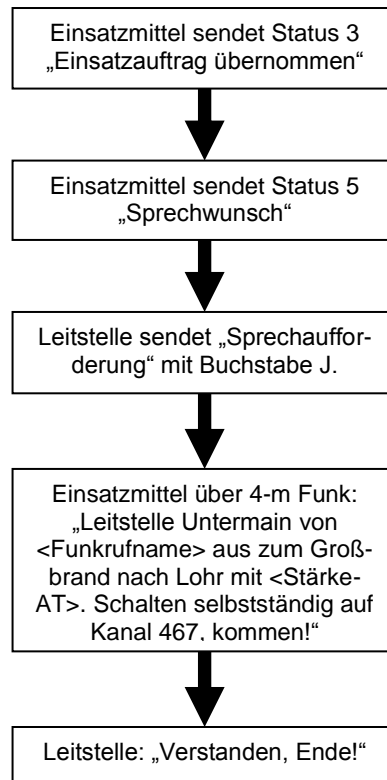 Einsatzmittel sendet Status 3
„Einsatzauftrag übernommen“
Einsatzmittel sendet Status 5
„Sprechwunsch“
Leitstelle sendet „Sprechauffor-
derung“ mit Buchstabe J.
Einsatzmittel über 4-m Funk:
„Leitstelle Untermain von
<Funkrufname> aus zum Groß-
brand nach Lohr mit <Stärke-
AT>. Schalten selbstständig auf
Kanal 467, kommen!“
Leitstelle: „Verstanden, Ende!“